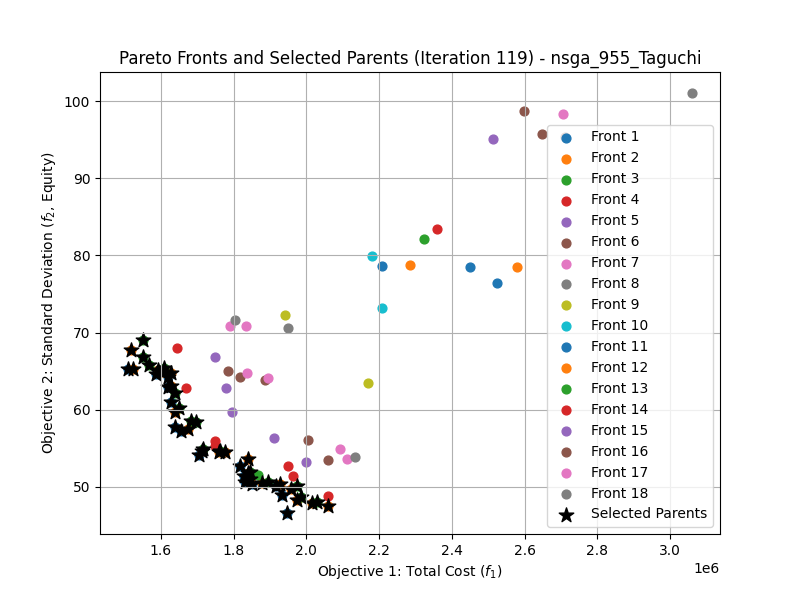 Pareto Fronts and Selected Parents (Iteration 119) - nsga_955_Taguchi
Objective 2: Standard Deviation (f₂, Equity)
100
90
80
70
60
50
1.6
1.8
2.0
2.2
2.4
2.6
2.8
3.0
1e6
Objective 1: Total Cost (f₁)
Front 1
Front 2
Front 3
Front 4
Front 5
Front 6
Front 7
Front 8
Front 9
Front 10
Front 11
Front 12
Front 13
Front 14
Front 15
Front 16
Front 17
Front 18
Selected Parents